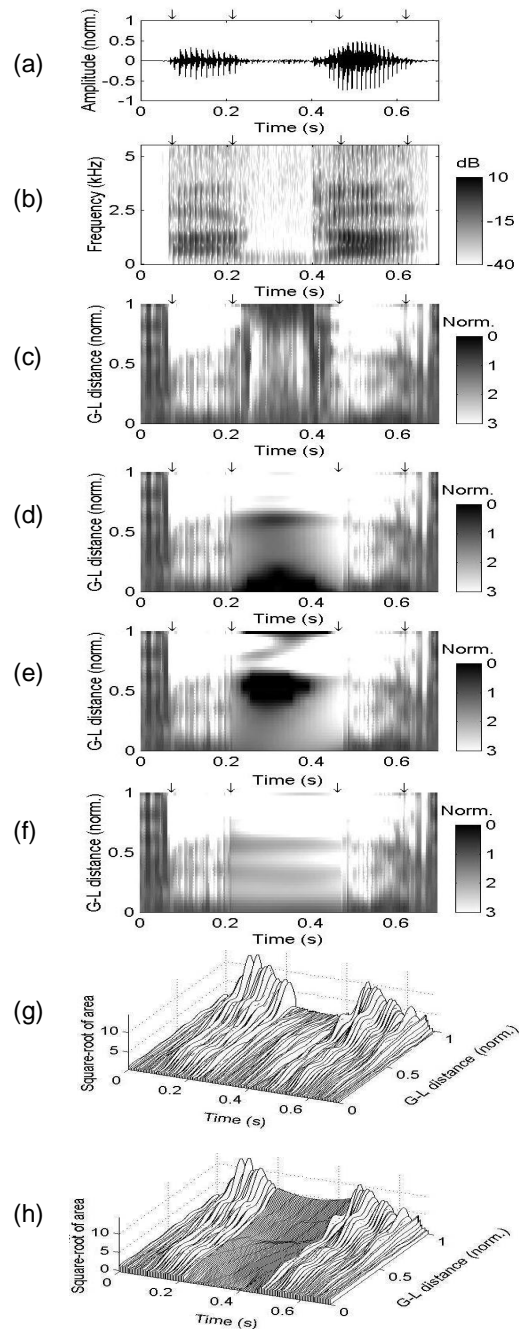 (a)
Amplitude (norm.)
1
0.5
0
-0.5
-1
0 0.2 0.4 0.6
Time (s)
(b)
Frequency (kHz)
5
2.5
0
0 0.2 0.4 0.6
Time (s)
dB
10
-15
-40
(c)
G-L distance (norm.)
1
0.5
0
0 0.2 0.4 0.6
Time (s)
Norm.
0
1
2
3
(d)
G-L distance (norm.)
1
0.5
0
0 0.2 0.4 0.6
Time (s)
Norm.
0
1
2
3
(e)
G-L distance (norm.)
1
0.5
0
0 0.2 0.4 0.6
Time (s)
Norm.
0
1
2
3
(f)
G-L distance (norm.)
1
0.5
0
0 0.2 0.4 0.6
Time (s)
Norm.
0
1
2
3
(g)
Square-root of area
10
5
0 0.2 0.4 0.6
Time (s)
0 0.5 1
G-L distance (norm.)
(h)
Square-root of area
10
5
0
0 0.2 0.4 0.6
Time (s)
0 0.5 1
G-L distance (norm.)